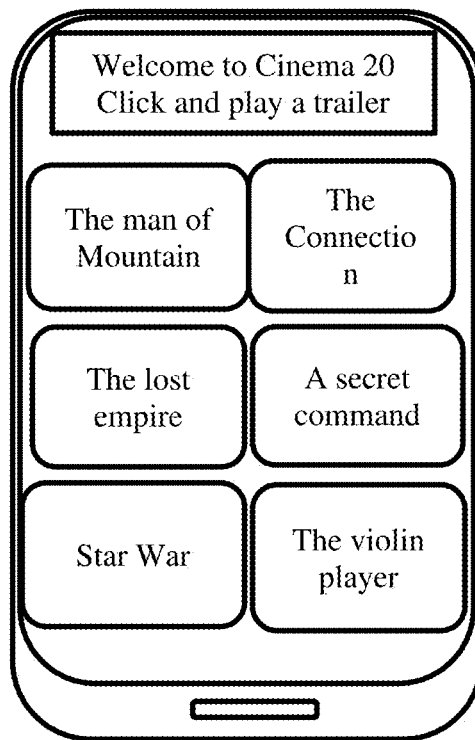 Welcome to Cinema 20
Click and play a trailer
The man of
Mountain
The
Connectio
n
The lost
empire
A secret
command
Star War
The violin
player